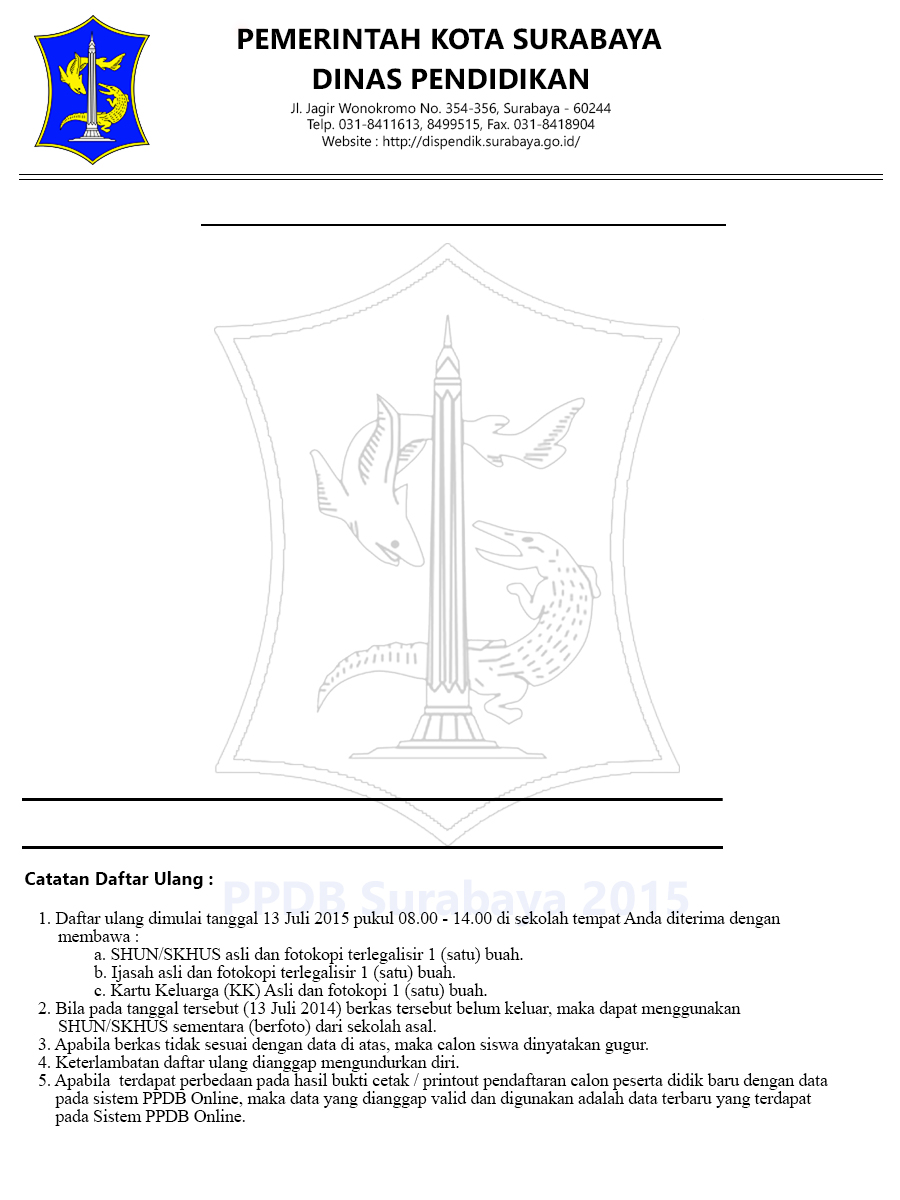 PEMERINTAH KOTA SURABAYA
DINAS PENDIDIKAN
Jl. Jagir Wonokromo No. 354-356, Surabaya - 60244
Telp. 031-8411613, 8499515, Fax. 031-8418904
Website : http://dispendik.surabaya.go.id/
Catatan Daftar Ulang :
PPDB Surabaya 2015
1. Daftar ulang dimulai tanggal 13 Juli 2015 pukul 08.00 - 14.00 di sekolah tempat Anda diterima dengan
membawa :
a. SHUN/SKHUS asli dan fotokopi terlegalisir 1 (satu) buah.
b. Ijasah asli dan fotokopi terlegalisir 1 (satu) buah.
c. Kartu Keluarga (KK) Asli dan fotokopi 1 (satu) buah.
2. Bila pada tanggal tersebut (13 Juli 2014) berkas tersebut belum keluar, maka dapat menggunakan
SHUN/SKHUS sementara (berfoto) dari sekolah asal.
3. Apabila berkas tidak sesuai dengan data di atas, maka calon siswa dinyatakan gugur.
4. Keterlambatan daftar ulang dianggap mengundurkan diri.
5. Apabila  terdapat perbedaan pada hasil bukti cetak / printout pendaftaran calon peserta didik baru dengan data
pada sistem PPDB Online, maka data yang dianggap valid dan digunakan adalah data terbaru yang terdapat
pada Sistem PPDB Online.